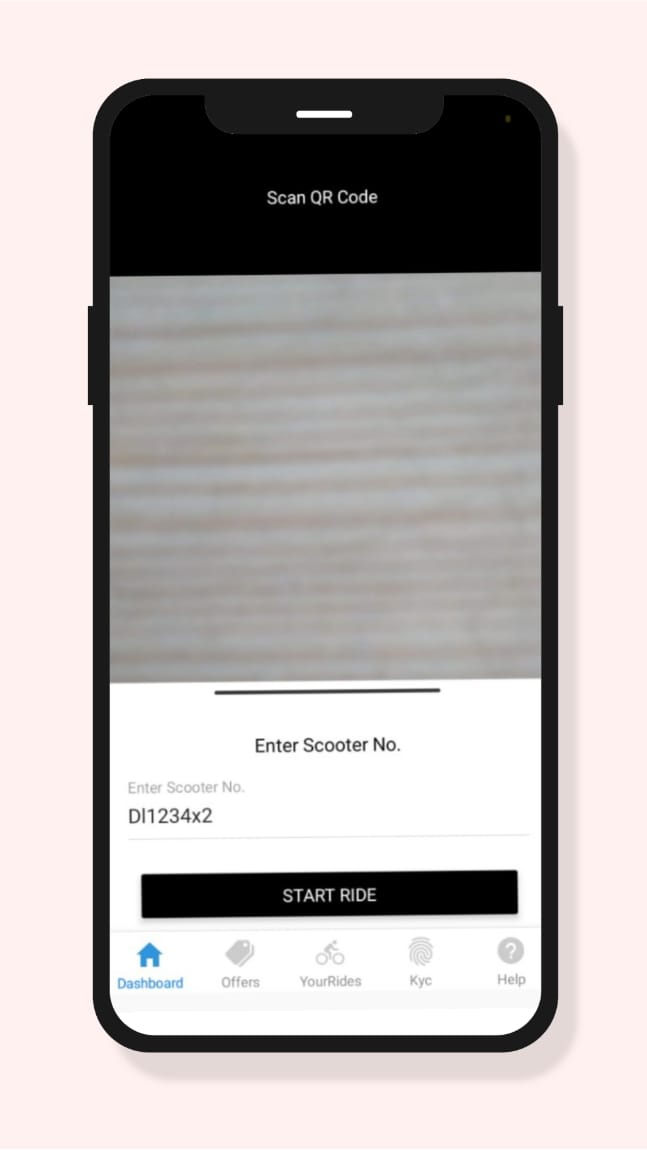 Scan QR Code
Enter Scooter No.
Enter Scooter No.
Dl1234x2
START RIDE
Dashboard Offers YourRides Kyc Help